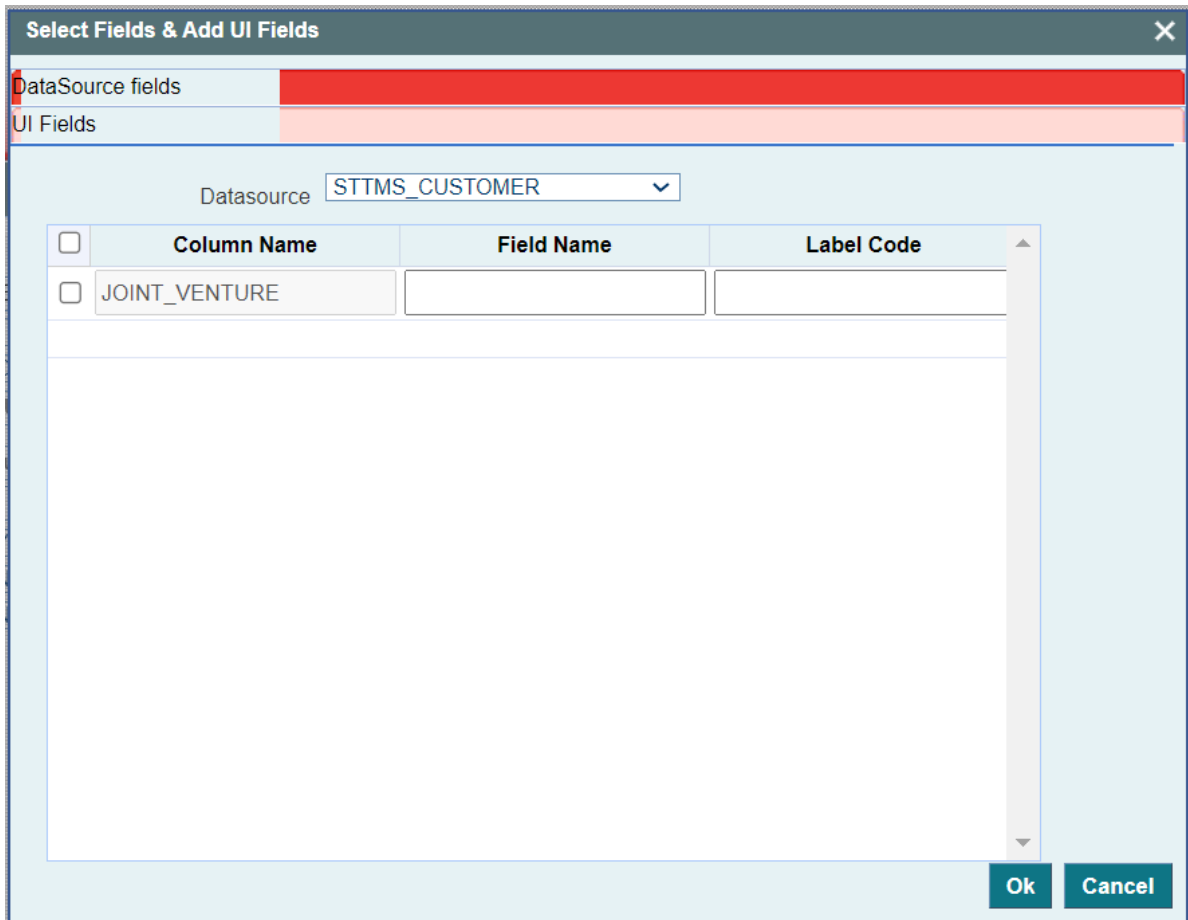 Select Fields & Add UI Fields
DataSource fields
UI Fields
Datasource STTMS_CUSTOMER
Column Name Field Name Label Code
JOINT_VENTURE
Ok Cancel